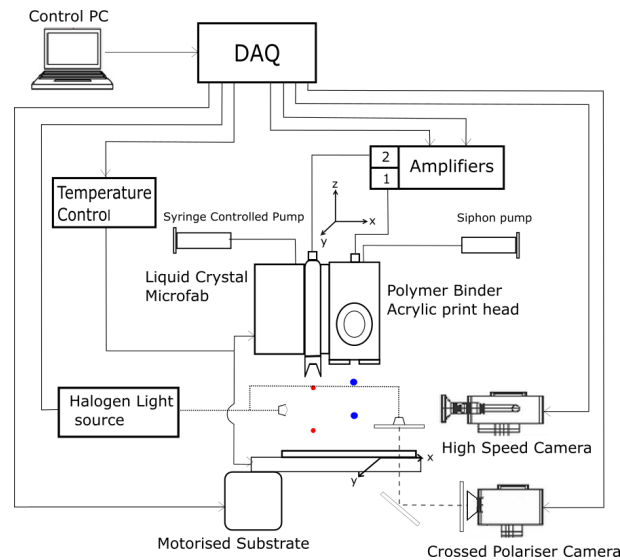 Control PC
DAQ
2
1
Amplifiers
Temperature
Control
z
x
y
Syringe Controlled Pump
Siphon pump
Liquid Crystal
Microfab
Polymer Binder
Acrylic print head
Halogen Light
source
High Speed Camera
x
y
Motorised Substrate
Crossed Polariser Camera